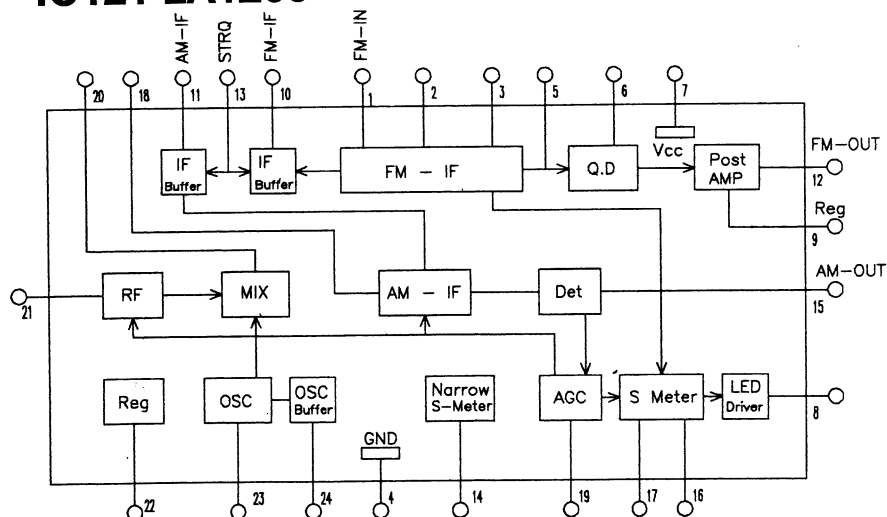 AM-IF
STRQ
FM-IF
FM-IN
20
18
11
13
10
1
2
3
5
6
7
Vcc
IF
Buffer
IF
Buffer
FM - IF
Q.D
Post
AMP
FM-OUT
12
Reg
9
AM-OUT
15
21
RF
MIX
AM - IF
Det
Reg
OSC
OSC
Buffer
Narrow
S-Meter
AGC
S Meter
LED
Driver
8
GND
22
23
24
4
14
19
17
16